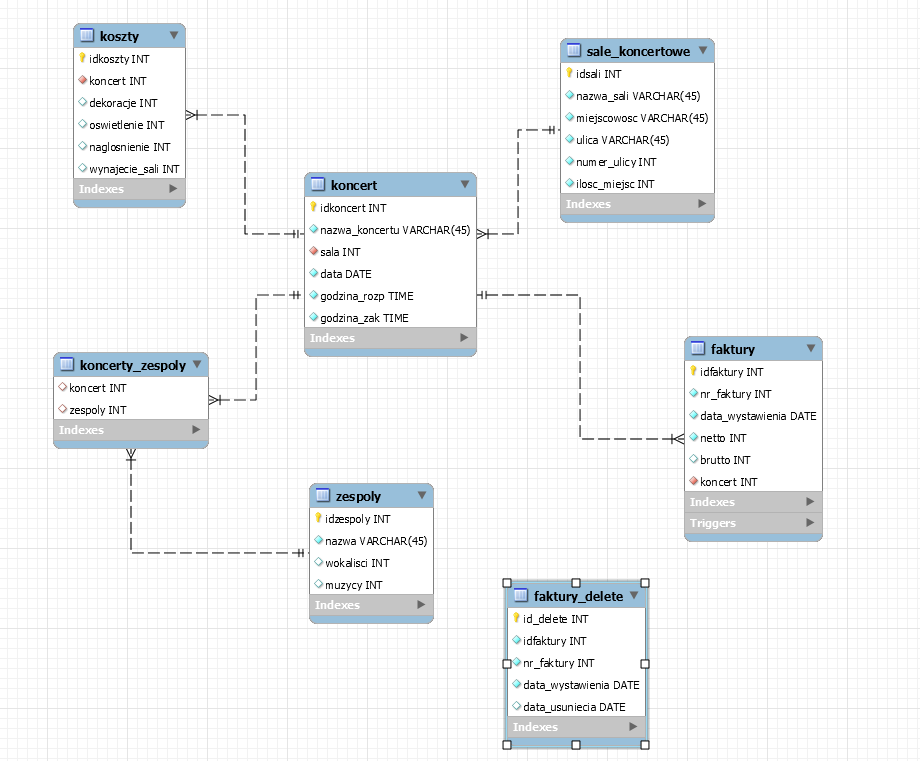 koszty
idkoszty INT
koncert INT
dekoracje INT
oswietlenie INT
naglosnienie INT
wynajecie_sali INT
Indexes
sale_koncertowe
idsali INT
nazwa_sali VARCHAR(45)
miejscowosc VARCHAR(45)
ulica VARCHAR(45)
numer_ulicy INT
ilosc_miejsc INT
Indexes
koncert
idkoncert INT
nazwa_koncertu VARCHAR(45)
sala INT
data DATE
godzina_rozp TIME
godzina_zak TIME
Indexes
koncerty_zespoly
koncert INT
zespoly INT
Indexes
faktury
idfaktury INT
nr_faktury INT
data_wystawienia DATE
netto INT
brutto INT
koncert INT
Indexes
Triggers
zespoly
idzespoly INT
nazwa VARCHAR(45)
wokalisci INT
muzycy INT
Indexes
faktury_delete
id_delete INT
idfaktury INT
nr_faktury INT
data_wystawienia DATE
data_usuniecia DATE
Indexes